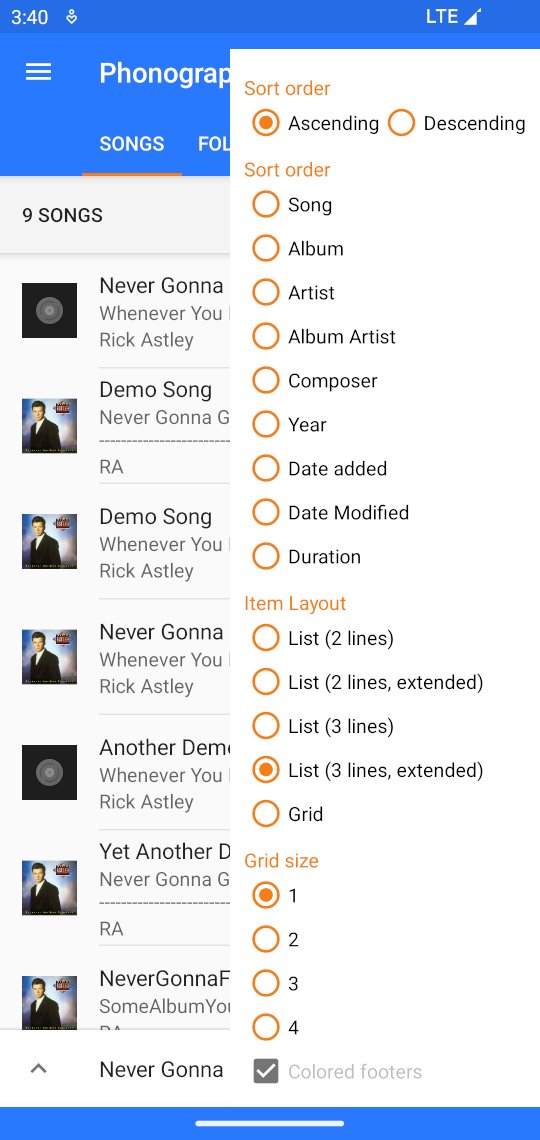 3:40
LTE
Phonograp
SONGS
FOL
9 SONGS
Never Gonna
Whenever You
Rick Astley
Demo Song
Never Gonna G
RA
Demo Song
Whenever You
Rick Astley
Never Gonna
Whenever You
Rick Astley
Another Dem
Whenever You
Rick Astley
Yet Another D
Never Gonna G
RA
NeverGonnaF
SomeAlbumYou
RA
Never Gonna
Sort order
Ascending
Descending
Sort order
Song
Album
Artist
Album Artist
Composer
Year
Date added
Date Modified
Duration
Item Layout
List (2 lines)
List (2 lines, extended)
List (3 lines)
List (3 lines, extended)
Grid
Grid size
1
2
3
4
Colored footers